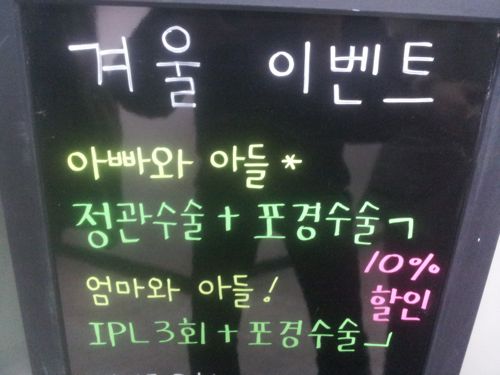 겨울 이벤트
아빠와 아들 *
정관수술 + 포경수술ㄱ
10%
할인
엄마와 아들!
IPL 3회 + 포경수술┘